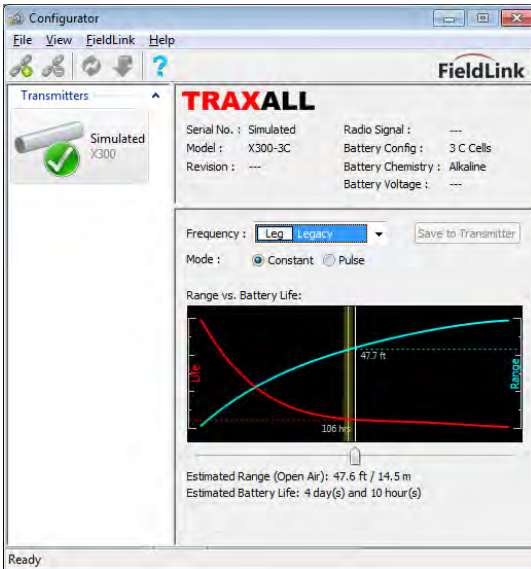 Configurator
File View FieldLink Help
FieldLink
Transmitters
Simulated
X300
TRAXALL
Serial No. : Simulated Radio Signal : ---
Model : X300-3C Battery Config : 3 C Cells
Revision : --- Battery Chemistry : Alkaline
Battery Voltage : ---
Frequency : Leg Legacy Save to Transmitter
Mode : Constant Pulse
Range vs. Battery Life:
Life
47.7 ft
Range
106 hrs
Estimated Range (Open Air): 47.6 ft / 14.5 m
Estimated Battery Life: 4 day(s) and 10 hour(s)
Ready